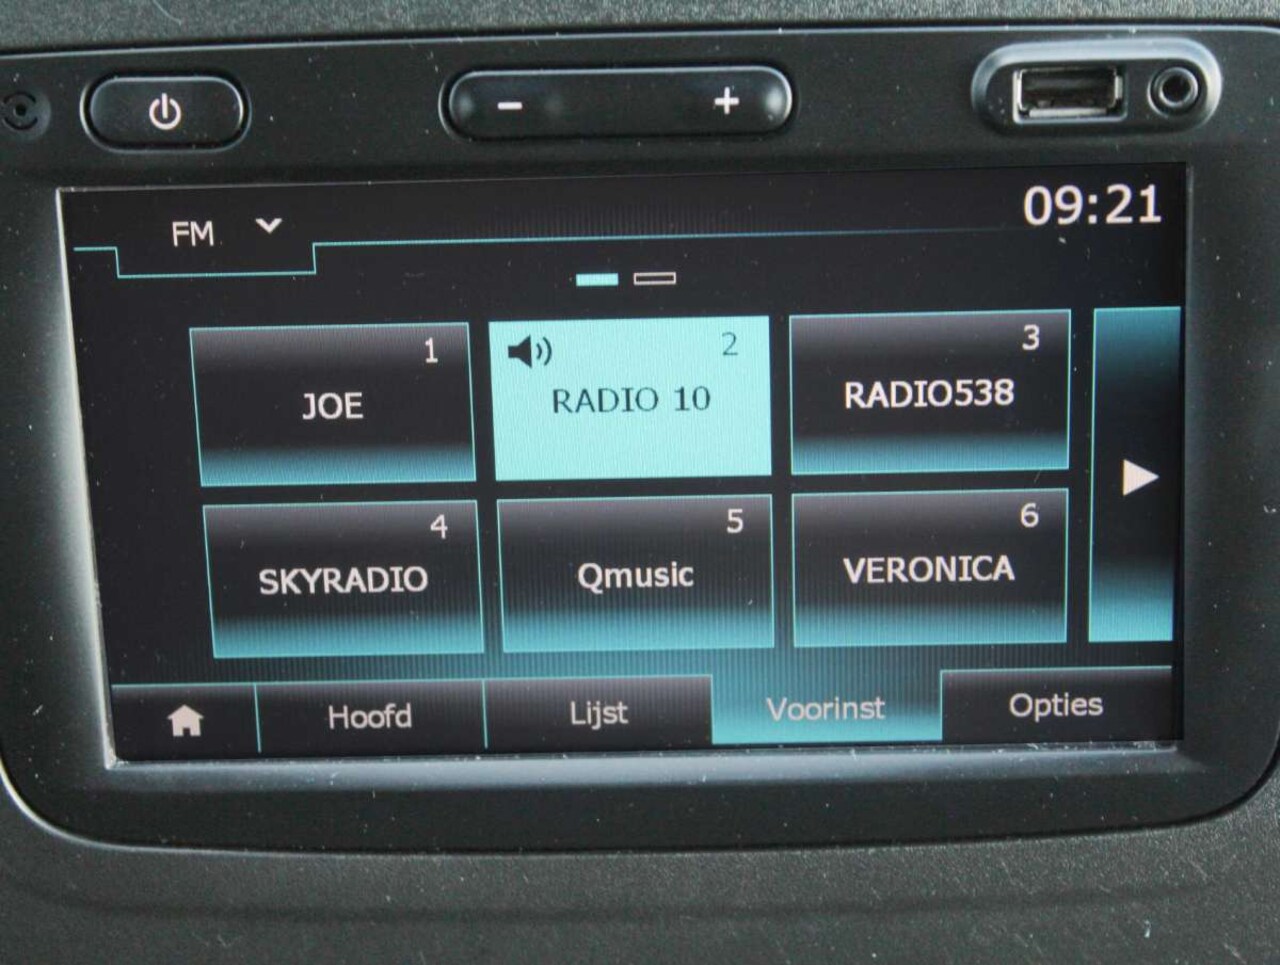 − +
FM
09:21
1
JOE
2
RADIO 10
3
RADIO538
4
SKYRADIO
5
Qmusic
6
VERONICA
Hoofd
Lijst
Voorinst
Opties